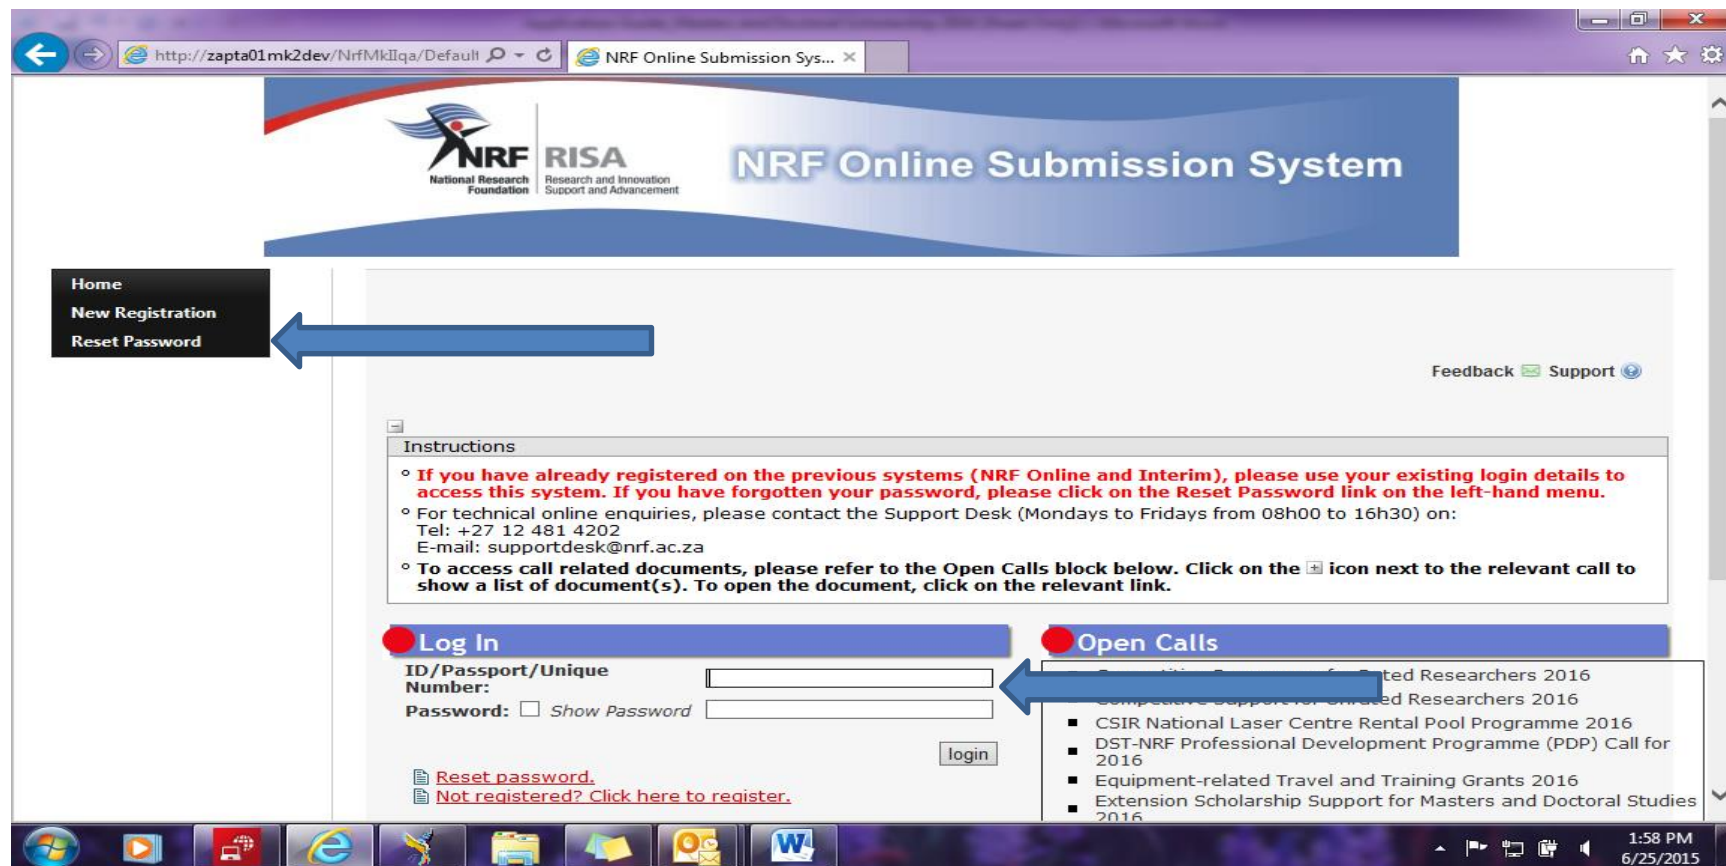 http://zapta01mk2dev/NrfMkIIqa/Default
NRF Online Submission Sys...
NRF
National Research
Foundation
RISA
Research and Innovation
Support and Advancement
NRF Online Submission System
Home
New Registration
Reset Password
Feedback Support
Instructions
If you have already registered on the previous systems (NRF Online and Interim), please use your existing login details to
access this system. If you have forgotten your password, please click on the Reset Password link on the left-hand menu.
For technical online enquiries, please contact the Support Desk (Mondays to Fridays from 08h00 to 16h30) on:
Tel: +27 12 481 4202
E-mail: supportdesk@nrf.ac.za
To access call related documents, please refer to the Open Calls block below. Click on the icon next to the relevant call to
show a list of document(s). To open the document, click on the relevant link.
Log In
ID/Passport/Unique
Number:
Password: Show Password
login
Reset password.
Not registered? Click here to register.
Open Calls
Researchers 2016
Researchers 2016
CSIR National Laser Centre Rental Pool Programme 2016
DST-NRF Professional Development Programme (PDP) Call for
2016
Equipment-related Travel and Training Grants 2016
Extension Scholarship Support for Masters and Doctoral Studies
2016
1:58 PM
6/25/2015